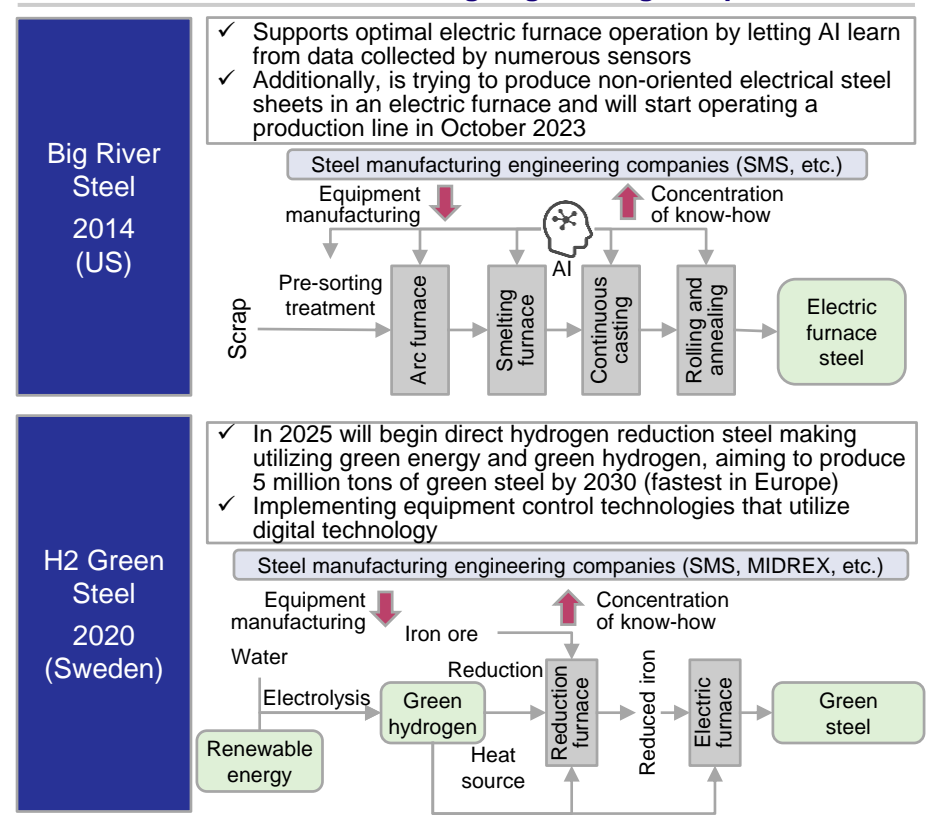 Big River
Steel
2014
(US)
✓ Supports optimal electric furnace operation by letting AI learn
from data collected by numerous sensors
✓ Additionally, is trying to produce non-oriented electrical steel
sheets in an electric furnace and will start operating a
production line in October 2023
Steel manufacturing engineering companies (SMS, etc.)
Equipment
manufacturing
Concentration
of know-how
AI
Pre-sorting
treatment
Scrap
Arc furnace
Smelting
furnace
Continuous
casting
Rolling and
annealing
Electric
furnace
steel
H2 Green
Steel
2020
(Sweden)
✓ In 2025 will begin direct hydrogen reduction steel making
utilizing green energy and green hydrogen, aiming to produce
5 million tons of green steel by 2030 (fastest in Europe)
✓ Implementing equipment control technologies that utilize
digital technology
Steel manufacturing engineering companies (SMS, MIDREX, etc.)
Equipment
manufacturing
Concentration
of know-how
Iron ore
Water
Reduction
Electrolysis
Green
hydrogen
Renewable
energy
Heat
source
Reduction
furnace
Reduced iron
Electric
furnace
Green
steel